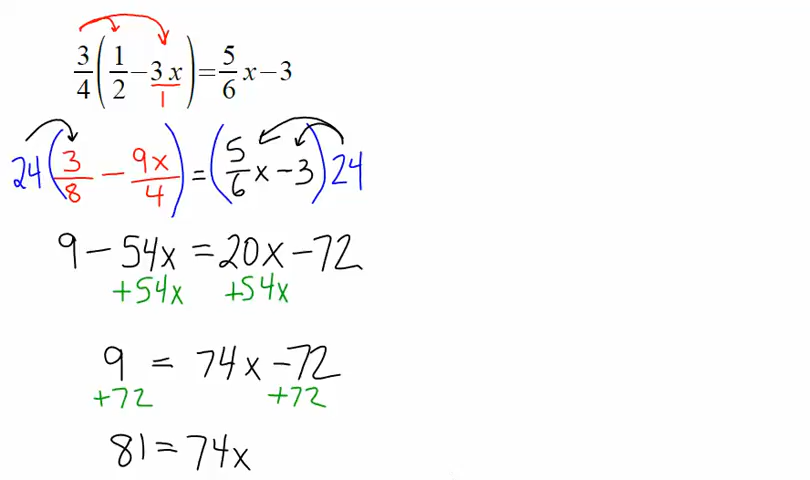 3/4(1/2−3x/1)=5/6x−3
24(3/8 − 9x/4)=(5/6x −3)24
9 − 54x = 20x − 72
+54x +54x
9 = 74x − 72
+72 +72
81 = 74x